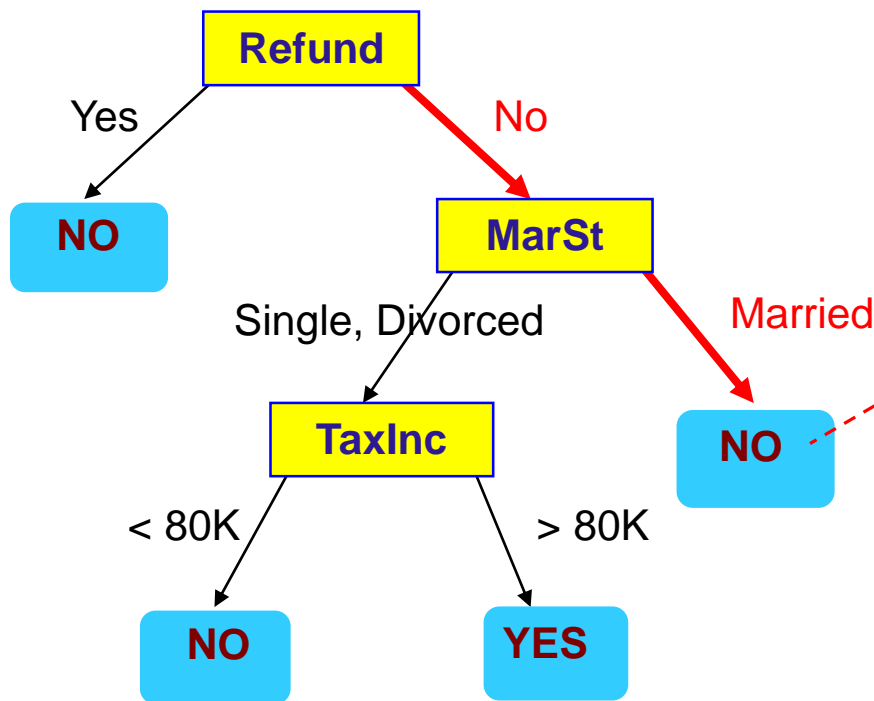 Refund
Yes
No
NO
MarSt
Single, Divorced
Married
TaxInc
NO
< 80K
> 80K
NO
YES